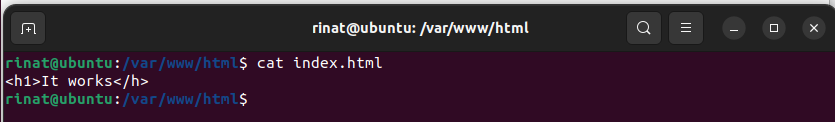 rinat@ubuntu: /var/www/html
rinat@ubuntu:/var/www/html$ cat index.html
<h1>It works</h>
rinat@ubuntu:/var/www/html$